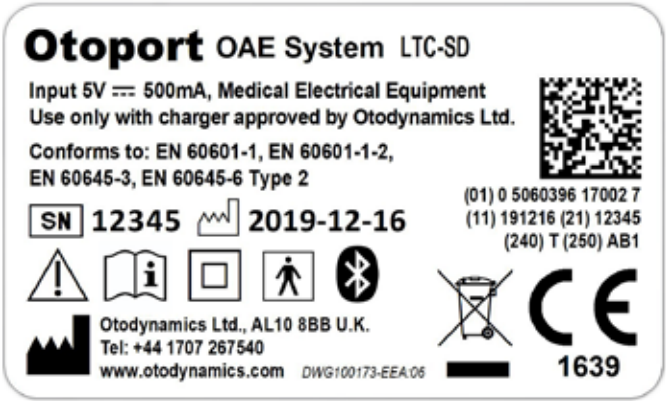 Otoport OAE System LTC-SD
Input 5V ⎓ 500mA, Medical Electrical Equipment
Use only with charger approved by Otodynamics Ltd.
Conforms to: EN 60601-1, EN 60601-1-2,
EN 60645-3, EN 60645-6 Type 2
SN 12345 2019-12-16
(01) 0 5060396 17002 7
(11) 191216 (21) 12345
(240) T (250) AB1
Otodynamics Ltd., AL10 8BB U.K.
Tel: +44 1707 267540
www.otodynamics.com DWG100173-EEA:06
CE
1639